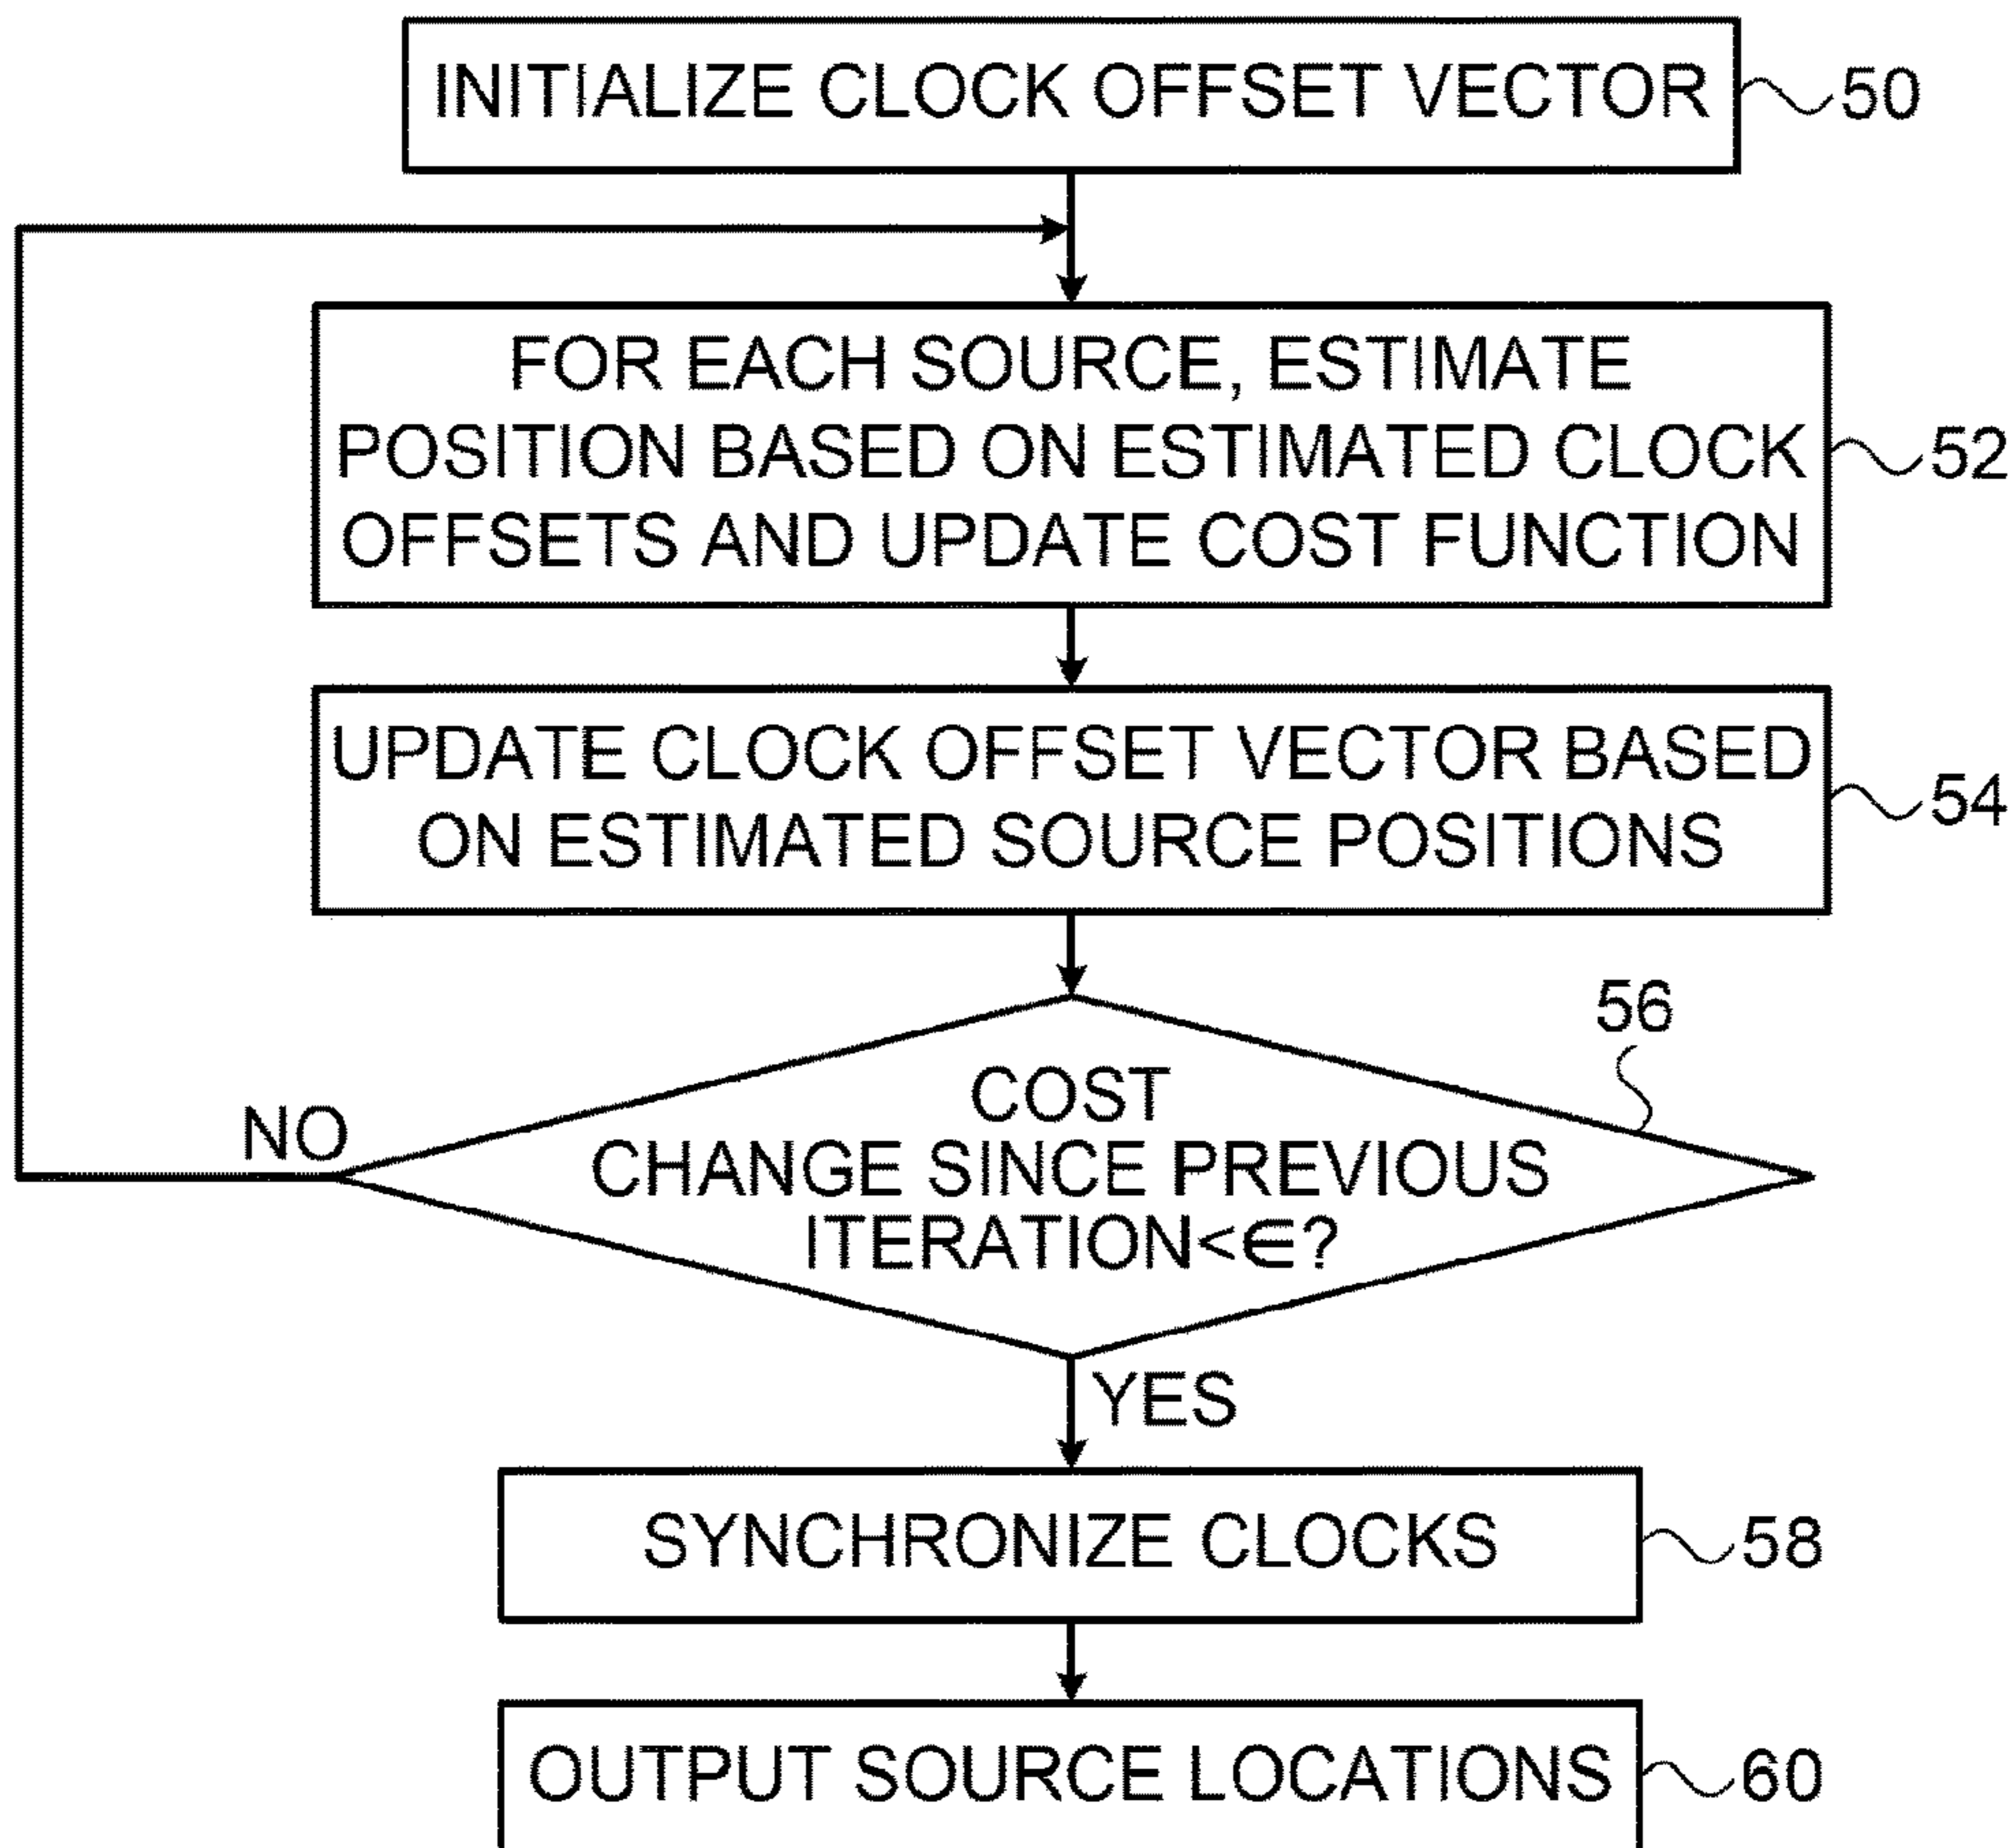 INITIALIZE CLOCK OFFSET VECTOR
50
FOR EACH SOURCE, ESTIMATE
POSITION BASED ON ESTIMATED CLOCK
OFFSETS AND UPDATE COST FUNCTION
52
UPDATE CLOCK OFFSET VECTOR BASED
ON ESTIMATED SOURCE POSITIONS
54
56
COST
CHANGE SINCE PREVIOUS
ITERATION<∈?
NO
YES
SYNCHRONIZE CLOCKS
58
OUTPUT SOURCE LOCATIONS
60